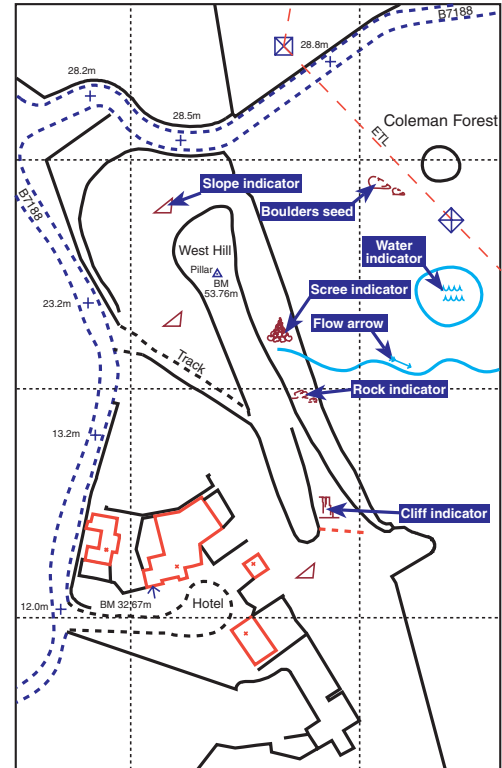 B7188
28.8m
28.2m
28.5m
ETL
Coleman Forest
Slope indicator
Boulders seed
B7188
West Hill
Water
indicator
Pillar
BM
53.76m
Scree indicator
23.2m
Flow arrow
Track
Rock indicator
13.2m
Cliff indicator
BM 32.67m
Hotel
12.0m